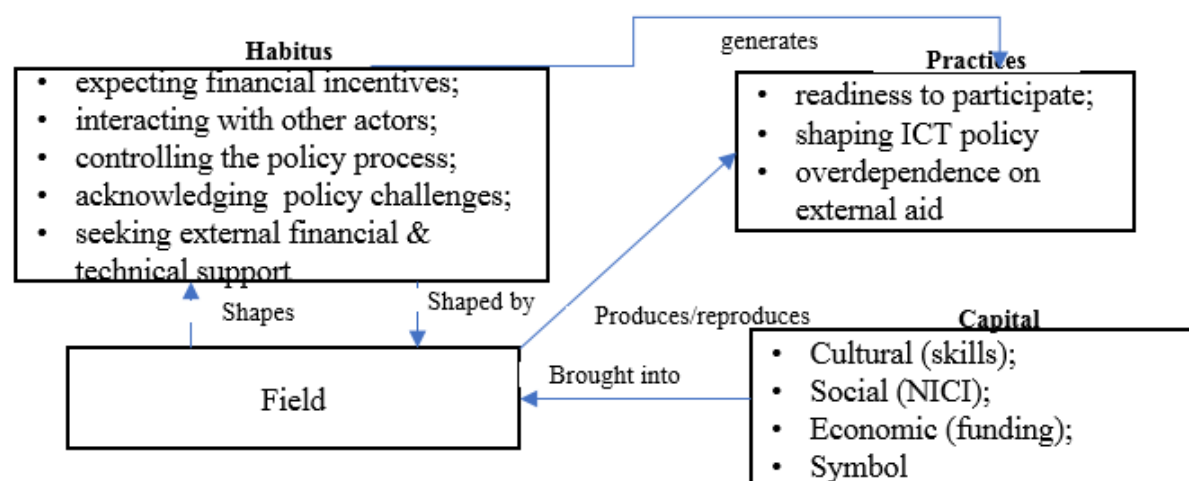 Habitus
• expecting financial incentives;
• interacting with other actors;
• controlling the policy process;
• acknowledging policy challenges;
• seeking external financial &
technical support
generates
Practices
• readiness to participate;
• shaping ICT policy
• overdependence on
external aid
Shapes
Shaped by
Produces/reproduces
Field
Brought into
Capital
• Cultural (skills);
• Social (NICI);
• Economic (funding);
• Symbol